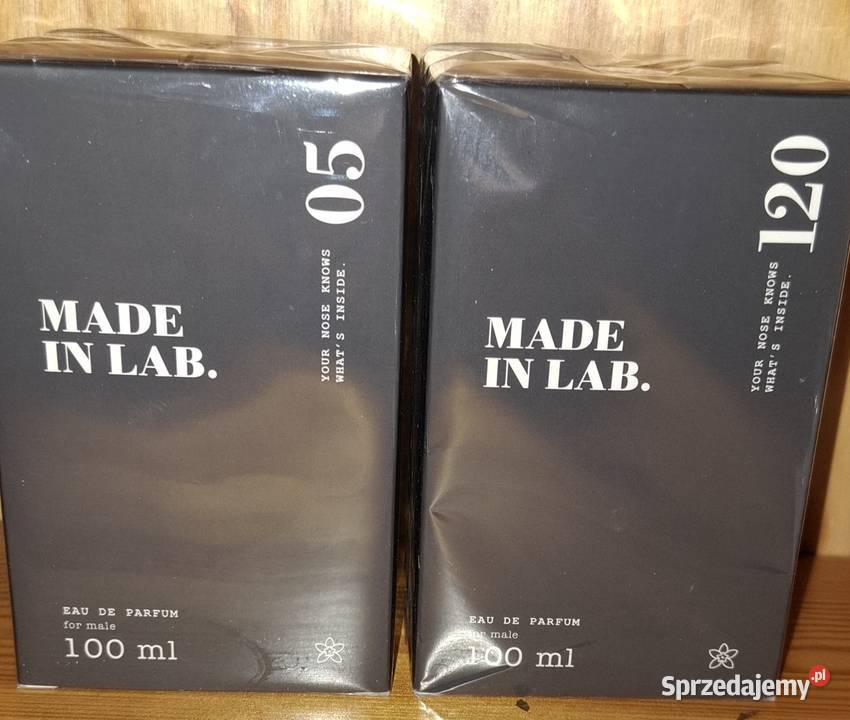 05
YOUR NOSE KNOWS
WHAT'S INSIDE.
MADE
IN LAB.
EAU DE PARFUM
for male
100 ml
120
YOUR NOSE KNOWS
WHAT'S INSIDE.
MADE
IN LAB.
EAU DE PARFUM
for male
100 ml
Sprzedajemy.pl